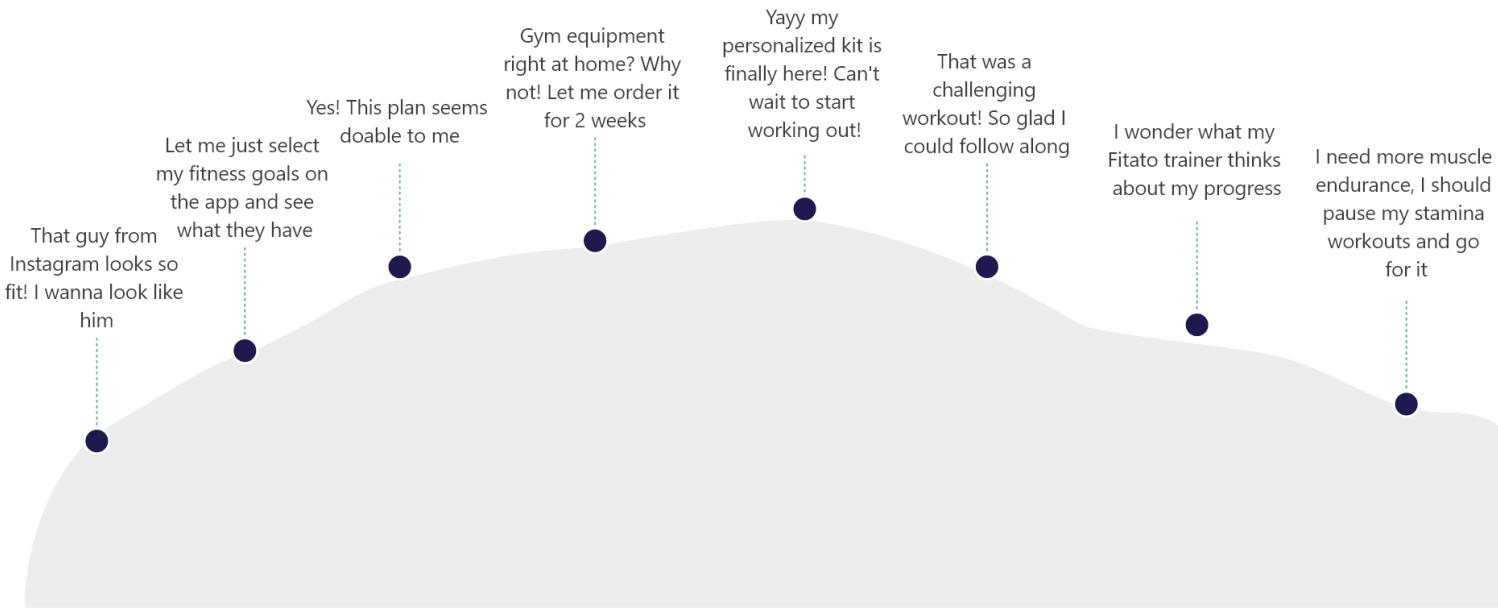 That guy from
Instagram looks so
fit! I wanna look like
him
Let me just select
my fitness goals on
the app and see
what they have
Yes! This plan seems
doable to me
Gym equipment
right at home? Why
not! Let me order it
for 2 weeks
Yayy my
personalized kit is
finally here! Can't
wait to start
working out!
That was a
challenging
workout! So glad I
could follow along
I wonder what my
Fitato trainer thinks
about my progress
I need more muscle
endurance, I should
pause my stamina
workouts and go
for it